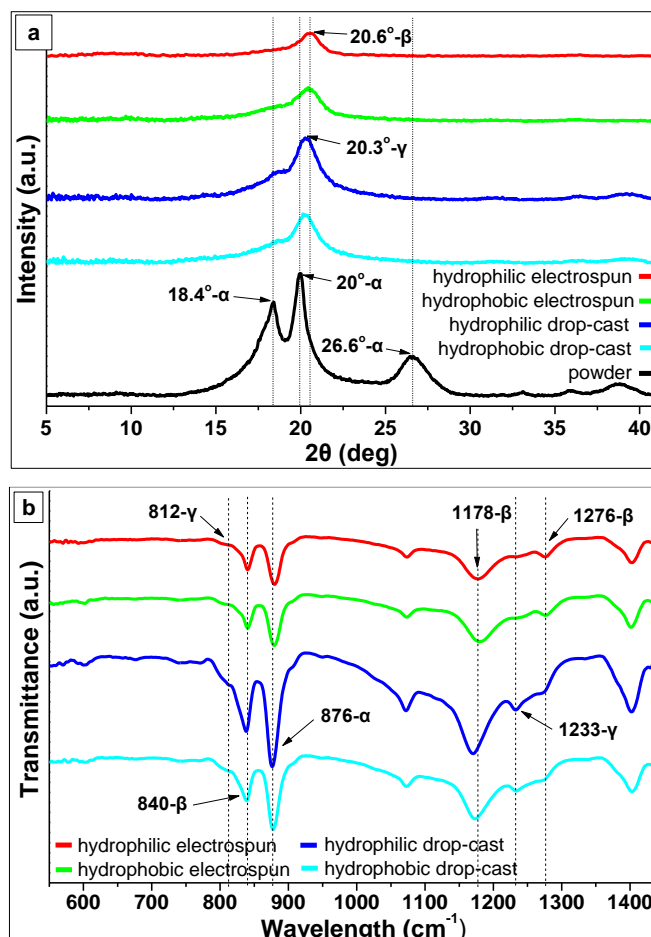 a
20.6°-β
20.3°-γ
18.4°-α
20°-α
26.6°-α
hydrophilic electrospun
hydrophobic electrospun
hydrophilic drop-cast
hydrophobic drop-cast
powder
Intensity (a.u.)
5 10 15 20 25 30 35 40
2θ (deg)
b
812-γ
1178-β
1276-β
876-α
1233-γ
840-β
hydrophilic electrospun hydrophilic drop-cast
hydrophobic electrospun hydrophobic drop-cast
Transmittance (a.u.)
600 700 800 900 1000 1100 1200 1300 1400
Wavelength (cm⁻¹)